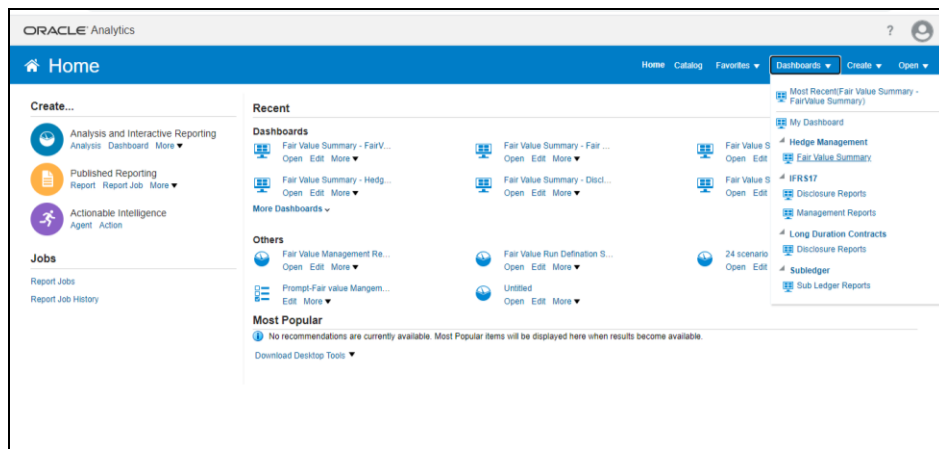 ORACLE Analytics
?
Home
Home Catalog Favorites Dashboards Create Open
Create...
Analysis and Interactive Reporting
Analysis Dashboard More
Published Reporting
Report Report Job More
Actionable Intelligence
Agent Action
Jobs
Report Jobs
Report Job History
Recent
Dashboards
Fair Value Summary - FairV...
Open Edit More
Fair Value Summary - Fair ...
Open Edit More
Fair Value S
Open Edit
Fair Value Summary - Hedg...
Open Edit More
Fair Value Summary - Discl...
Open Edit More
Fair Value S
Open Edit
More Dashboards
Others
Fair Value Management Re...
Open Edit More
Fair Value Run Defination S...
Open Edit More
24 scenario
Open Edit
Prompt-Fair value Mangem...
Edit More
Untitled
Open Edit More
Most Popular
No recommendations are currently available. Most Popular items will be displayed here when results become available.
Download Desktop Tools
Most Recent(Fair Value Summary -
FairValue Summary)
My Dashboard
Hedge Management
Fair Value Summary
IFRS17
Disclosure Reports
Management Reports
Long Duration Contracts
Disclosure Reports
Subledger
Sub Ledger Reports